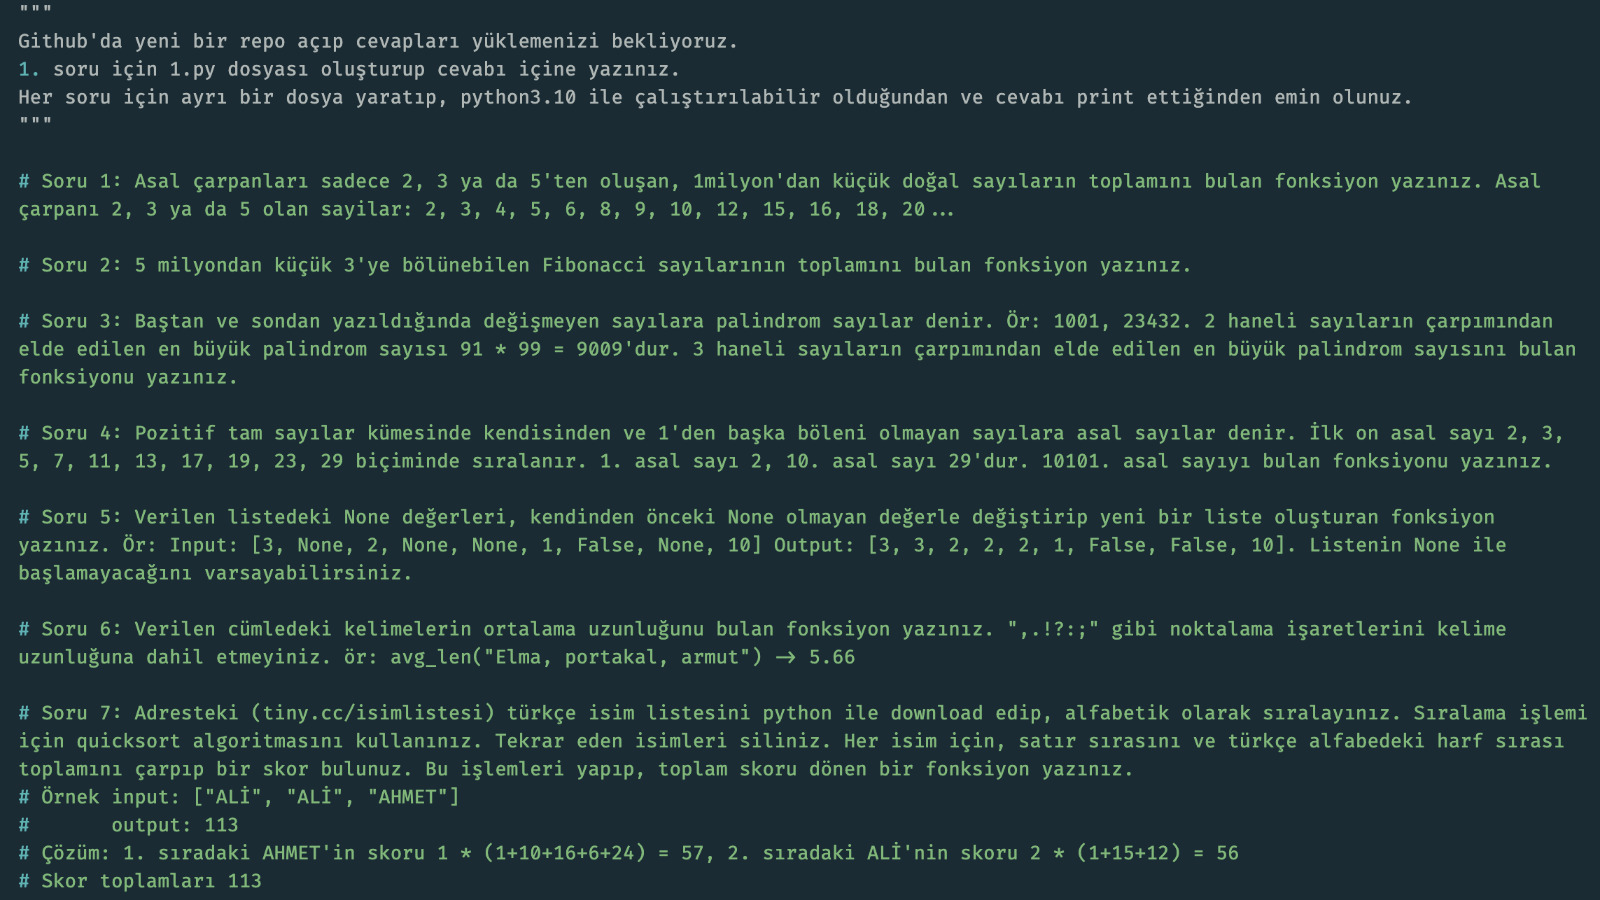 """
Github'da yeni bir repo açıp cevapları yüklemenizi bekliyoruz.
1. soru için 1.py dosyası oluşturup cevabı içine yazınız.
Her soru için ayrı bir dosya yaratıp, python3.10 ile çalıştırılabilir olduğundan ve cevabı print ettiğinden emin olunuz.
"""
# Soru 1: Asal çarpanları sadece 2, 3 ya da 5'ten oluşan, 1milyon'dan küçük doğal sayıların toplamını bulan fonksiyon yazınız. Asal
çarpanı 2, 3 ya da 5 olan sayilar: 2, 3, 4, 5, 6, 8, 9, 10, 12, 15, 16, 18, 20...
# Soru 2: 5 milyondan küçük 3'ye bölünebilen Fibonacci sayılarının toplamını bulan fonksiyon yazınız.
# Soru 3: Baştan ve sondan yazıldığında değişmeyen sayılara palindrom sayılar denir. Ör: 1001, 23432. 2 haneli sayıların çarpımından
elde edilen en büyük palindrom sayısı 91 * 99 = 9009'dur. 3 haneli sayıların çarpımından elde edilen en büyük palindrom sayısını bulan
fonksiyonu yazınız.
# Soru 4: Pozitif tam sayılar kümesinde kendisinden ve 1'den başka böleni olmayan sayılara asal sayılar denir. İlk on asal sayı 2, 3,
5, 7, 11, 13, 17, 19, 23, 29 biçiminde sıralanır. 1. asal sayı 2, 10. asal sayı 29'dur. 10101. asal sayıyı bulan fonksiyonu yazınız.
# Soru 5: Verilen listedeki None değerleri, kendinden önceki None olmayan değerle değiştirip yeni bir liste oluşturan fonksiyon
yazınız. Ör: Input: [3, None, 2, None, None, 1, False, None, 10] Output: [3, 3, 2, 2, 2, 1, False, False, 10]. Listenin None ile
başlamayacağını varsayabilirsiniz.
# Soru 6: Verilen cümledeki kelimelerin ortalama uzunluğunu bulan fonksiyon yazınız. ",.!?:;" gibi noktalama işaretlerini kelime
uzunluğuna dahil etmeyiniz. ör: avg_len("Elma, portakal, armut") -> 5.66
# Soru 7: Adresteki (tiny.cc/isimlistesi) türkçe isim listesini python ile download edip, alfabetik olarak sıralayınız. Sıralama işlemi
için quicksort algoritmasını kullanınız. Tekrar eden isimleri siliniz. Her isim için, satır sırasını ve türkçe alfabedeki harf sırası
toplamını çarpıp bir skor bulunuz. Bu işlemleri yapıp, toplam skoru dönen bir fonksiyon yazınız.
# Örnek input: ["ALİ", "ALİ", "AHMET"]
# output: 113
# Çözüm: 1. sıradaki AHMET'in skoru 1 * (1+10+16+6+24) = 57, 2. sıradaki ALİ'nin skoru 2 * (1+15+12) = 56
# Skor toplamları 113